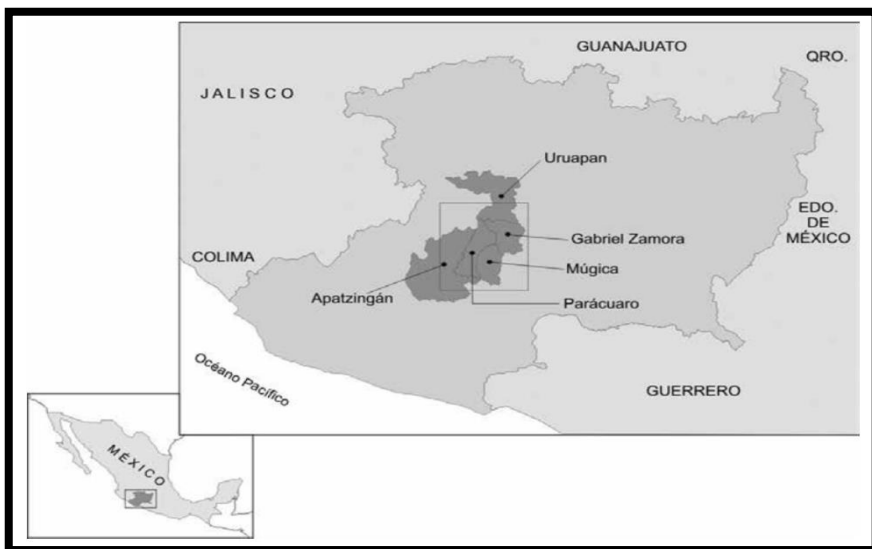 GUANAJUATO
QRO.
JALISCO
Uruapan
EDO.
DE
MÉXICO
Gabriel Zamora
COLIMA
Múgica
Apatzingán
Parácuaro
Océano Pacífico
GUERRERO
MÉXICO